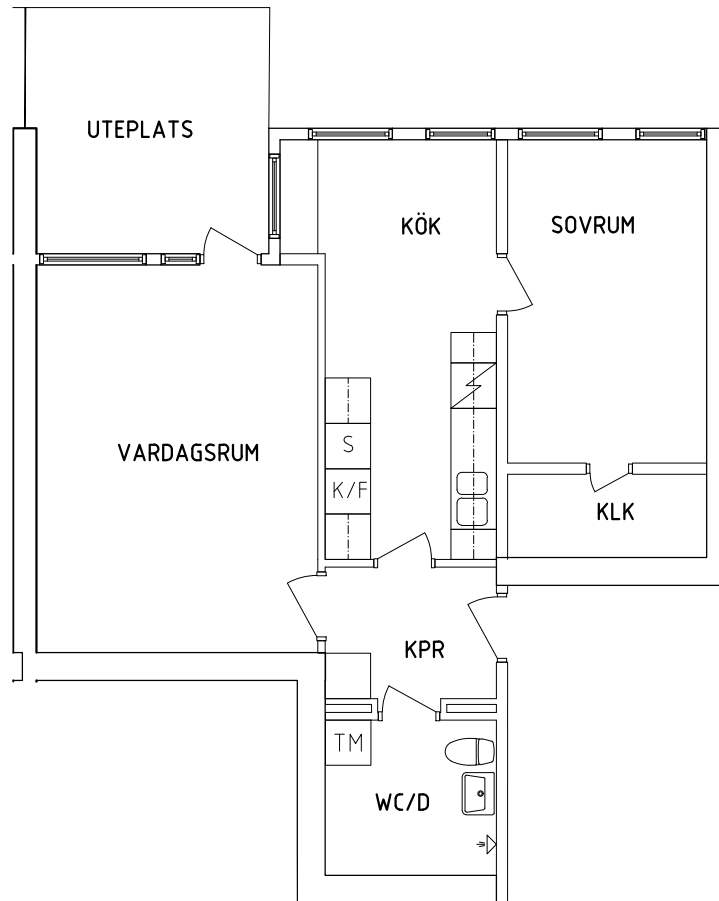 UTEPLATS
KÖK
SOVRUM
VARDAGSRUM
S
K/F
KLK
KPR
TM
WC/D